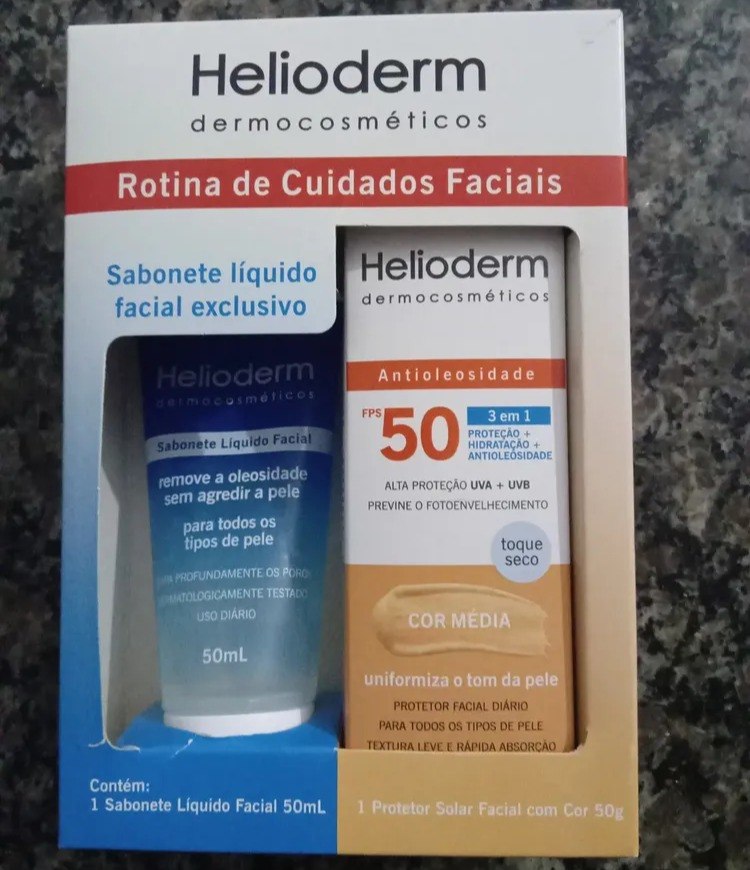 Helioderm
dermocosméticos
Rotina de Cuidados Faciais
Sabonete líquido
facial exclusivo
Helioderm
dermocosméticos
Sabonete Líquido Facial
remove a oleosidade
sem agredir a pele
para todos os
tipos de pele
PROFUNDAMENTE OS
TESTADO
USO DIÁRIO
50mL
Helioderm
dermocosméticos
Antioleosidade
FPS 50
3 em 1
PROTEÇÃO +
HIDRATAÇÃO +
ANTIOLEOSIDADE
ALTA PROTEÇÃO UVA + UVB
PREVINE O FOTOENVELHECIMENTO
toque
seco
COR MÉDIA
uniformiza o tom da pele
PROTETOR FACIAL DIÁRIO
PARA TODOS OS TIPOS DE PELE
TEXTURA LEVE E RÁPIDA ABSORÇÃO
Contém:
1 Sabonete Líquido Facial 50mL
1 Protetor Solar Facial com Cor 50g